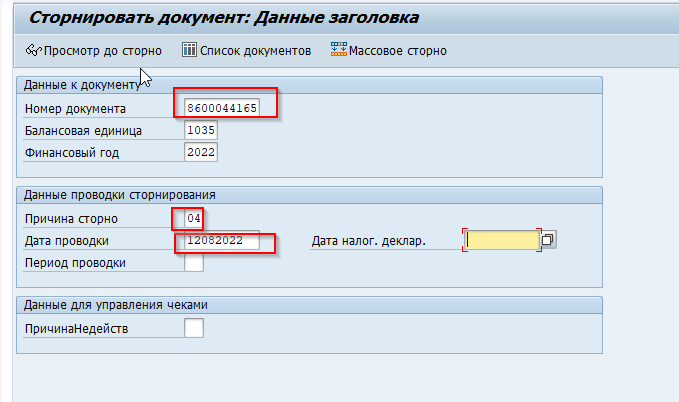 Сторнировать документ: Данные заголовка
Просмотр до сторно Список документов Массовое сторно
Данные к документу
Номер документа 8600044165
Балансовая единица 1035
Финансовый год 2022
Данные проводки сторнирования
Причина сторно 04
Дата проводки 12082022 Дата налог. деклар.
Период проводки
Данные для управления чеками
ПричинаНедейств